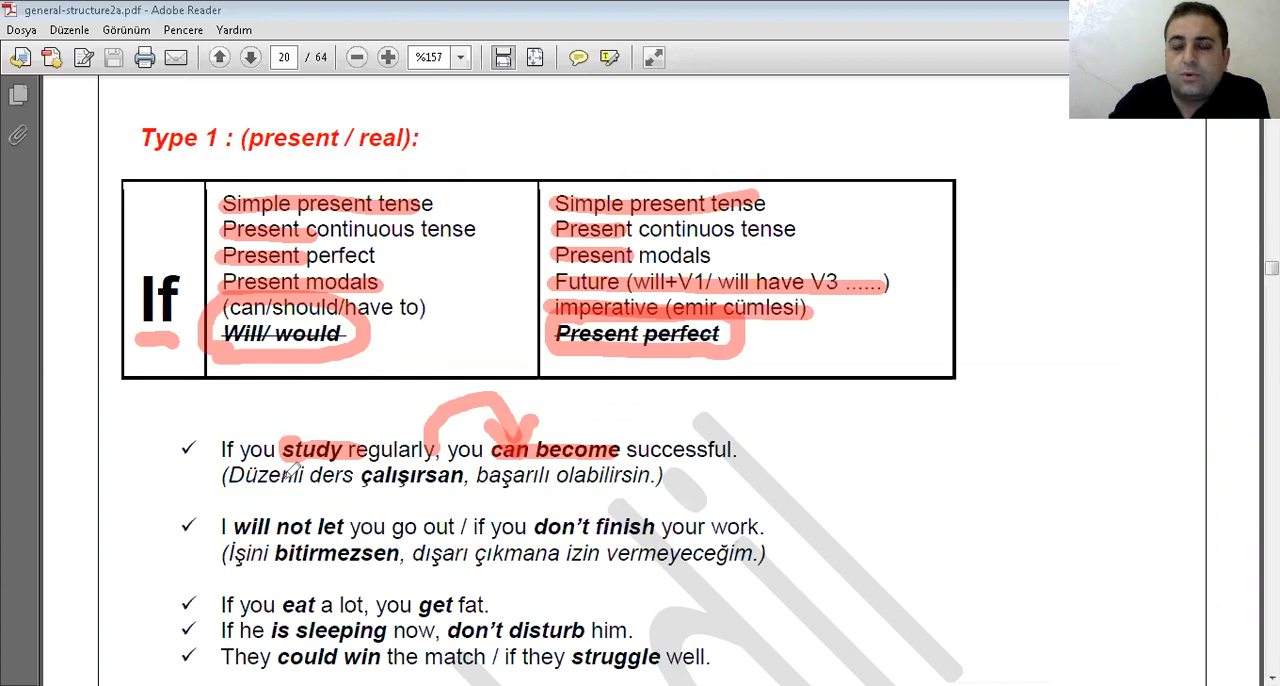 general-structure2a.pdf - Adobe Reader
Dosya Düzenle Görünüm Pencere Yardım
20 / 64 %157
Type 1 : (present / real):
If
Simple present tense
Present continuous tense
Present perfect
Present modals
(can/should/have to)
Will/ would
Simple present tense
Present continuos tense
Present modals
Future (will+V1/ will have V3 ......)
imperative (emir cümlesi)
Present perfect
✓ If you study regularly, you can become successful.
(Düzenli ders çalışırsan, başarılı olabilirsin.)
✓ I will not let you go out / if you don’t finish your work.
(İşini bitirmezsen, dışarı çıkmana izin vermeyeceğim.)
✓ If you eat a lot, you get fat.
✓ If he is sleeping now, don’t disturb him.
✓ They could win the match / if they struggle well.